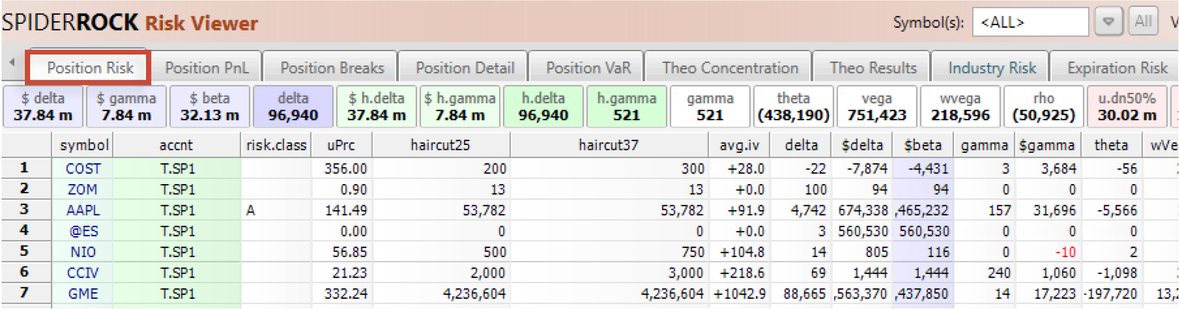 SPIDERROCK Risk Viewer Symbol(s): <ALL> All
Position Risk Position PnL Position Breaks Position Detail Position VaR Theo Concentration Theo Results Industry Risk Expiration Risk
$ delta $ gamma $ beta delta $ h.delta $ h.gamma h.delta h.gamma gamma theta vega wvega rho u.dn50%
37.84 m 7.84 m 32.13 m 96,940 37.84 m 7.84 m 96,940 521 521 (438,190) 751,423 218,596 (50,925) 30.02 m
symbol accnt risk.class uPrc haircut25 haircut37 avg.iv delta $delta $beta gamma $gamma theta wVe
1 COST T.SP1 356.00 200 300 +28.0 -22 -7,874 -4,431 3 3,684 -56
2 ZOM T.SP1 0.90 13 13 +0.0 100 94 94 0 0 0
3 AAPL T.SP1 A 141.49 53,782 53,782 +91.9 4,742 674,338 ,465,232 157 31,696 -5,566
4 @ES T.SP1 0.00 0 0 +0.0 3 560,530 560,530 0 0 0
5 NIO T.SP1 56.85 500 750 +104.8 14 805 116 0 -10 2
6 CCIV T.SP1 21.23 2,000 3,000 +218.6 69 1,444 1,444 240 1,060 -1,098
7 GME T.SP1 332.24 4,236,604 4,236,604 +1042.9 88,665 ,563,370 ,437,850 14 17,223 -197,720 13,2